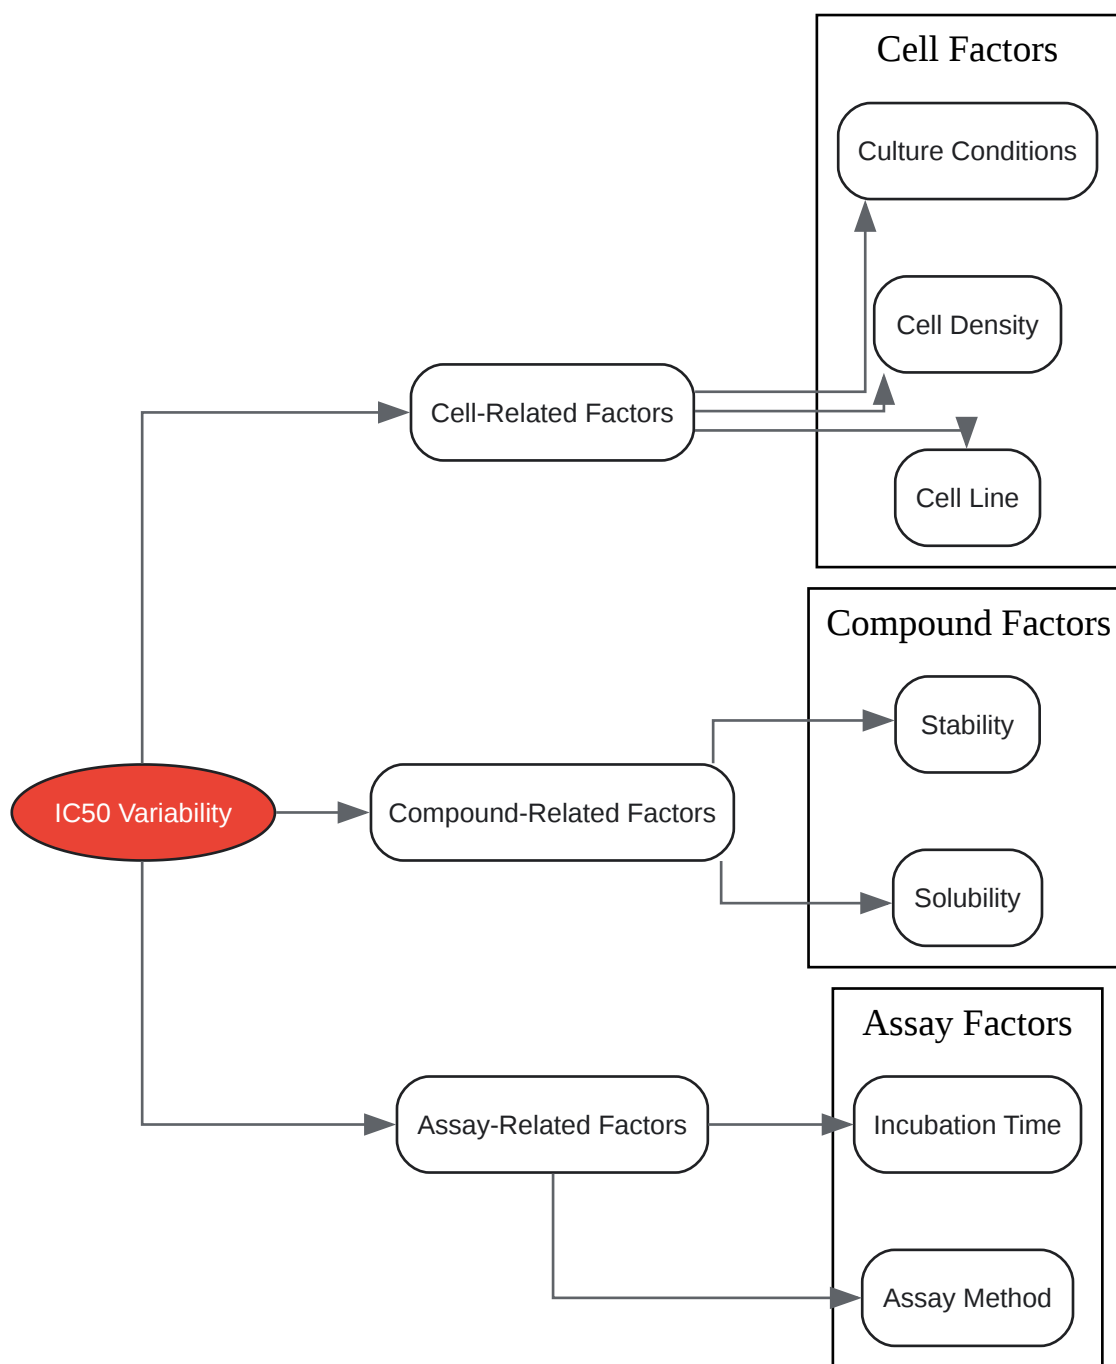 Cell Factors
Culture Conditions
Cell Density
Cell-Related Factors
Cell Line
Compound Factors
Stability
IC50 Variability
Compound-Related Factors
Solubility
Assay Factors
Assay-Related Factors
Incubation Time
Assay Method